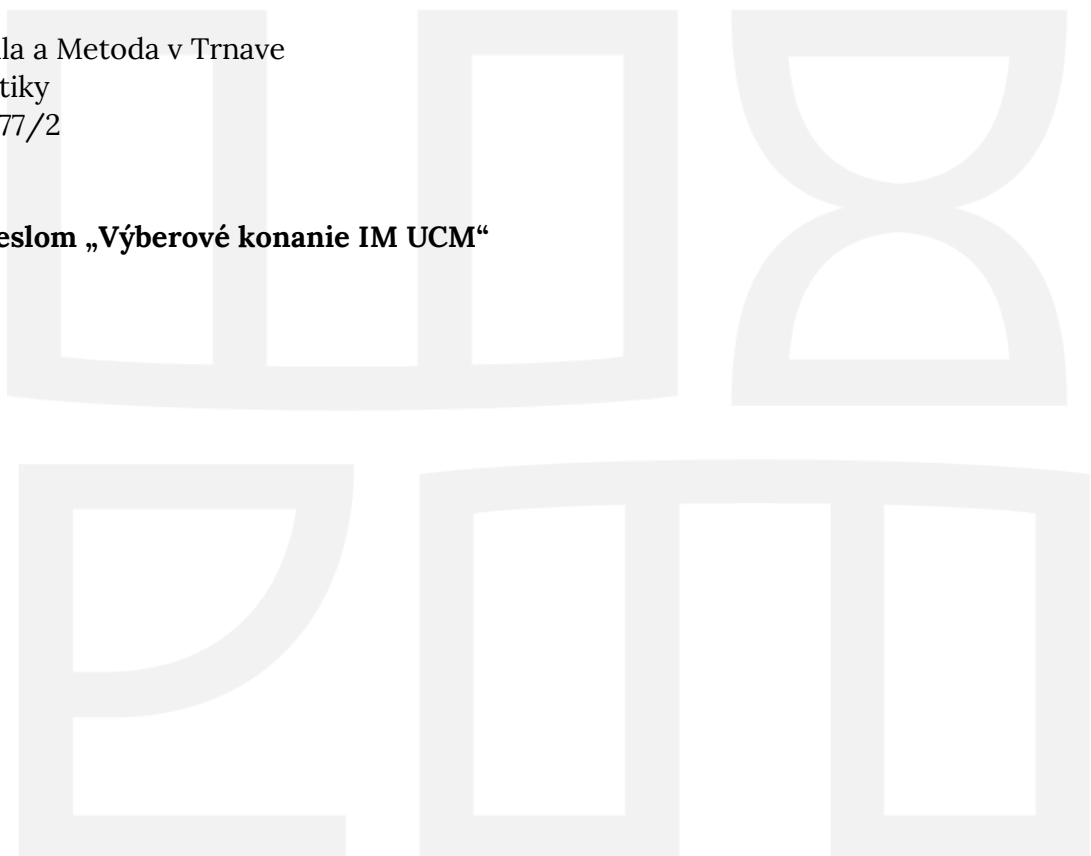 la a Metoda v Trnave
tiky
77/2
eslom „Výberové konanie IM UCM“